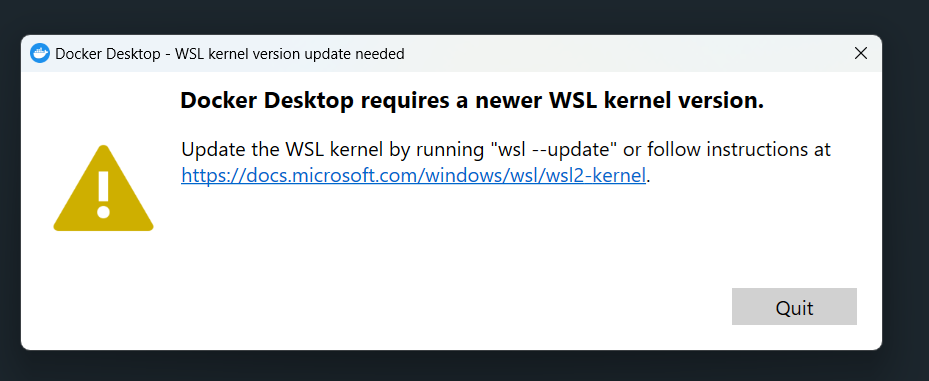 Docker Desktop - WSL kernel version update needed
Docker Desktop requires a newer WSL kernel version.
Update the WSL kernel by running "wsl --update" or follow instructions at
https://docs.microsoft.com/windows/wsl/wsl2-kernel.
Quit